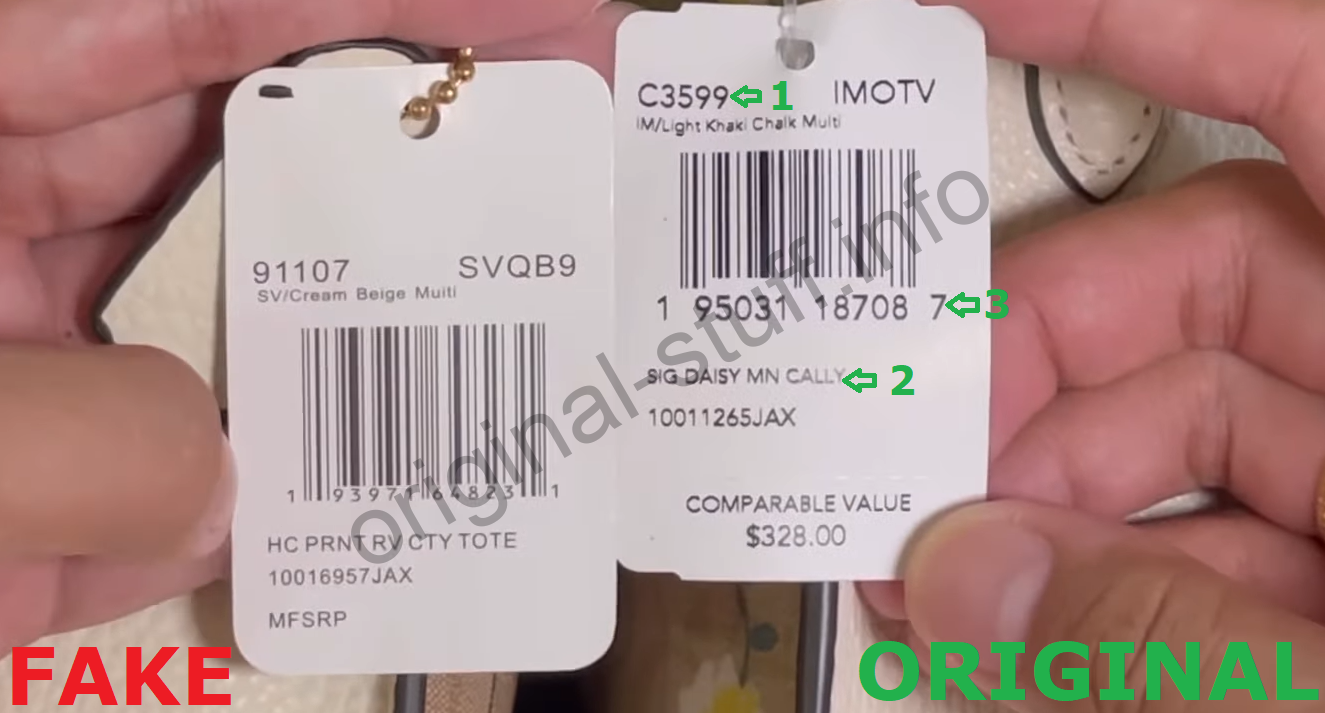 91107 SVQB9
SV/Cream Beige Multi
1 93971 64823 1
HC PRNT RV CTY TOTE
10016957JAX
MFSRP
FAKE
C3599 1 IMOTV
IM/Light Khaki Chalk Multi
1 95031 18708 7 3
SIG DAISY MN CALLY 2
10011265JAX
COMPARABLE VALUE
$328.00
ORIGINAL
original-stuff.info